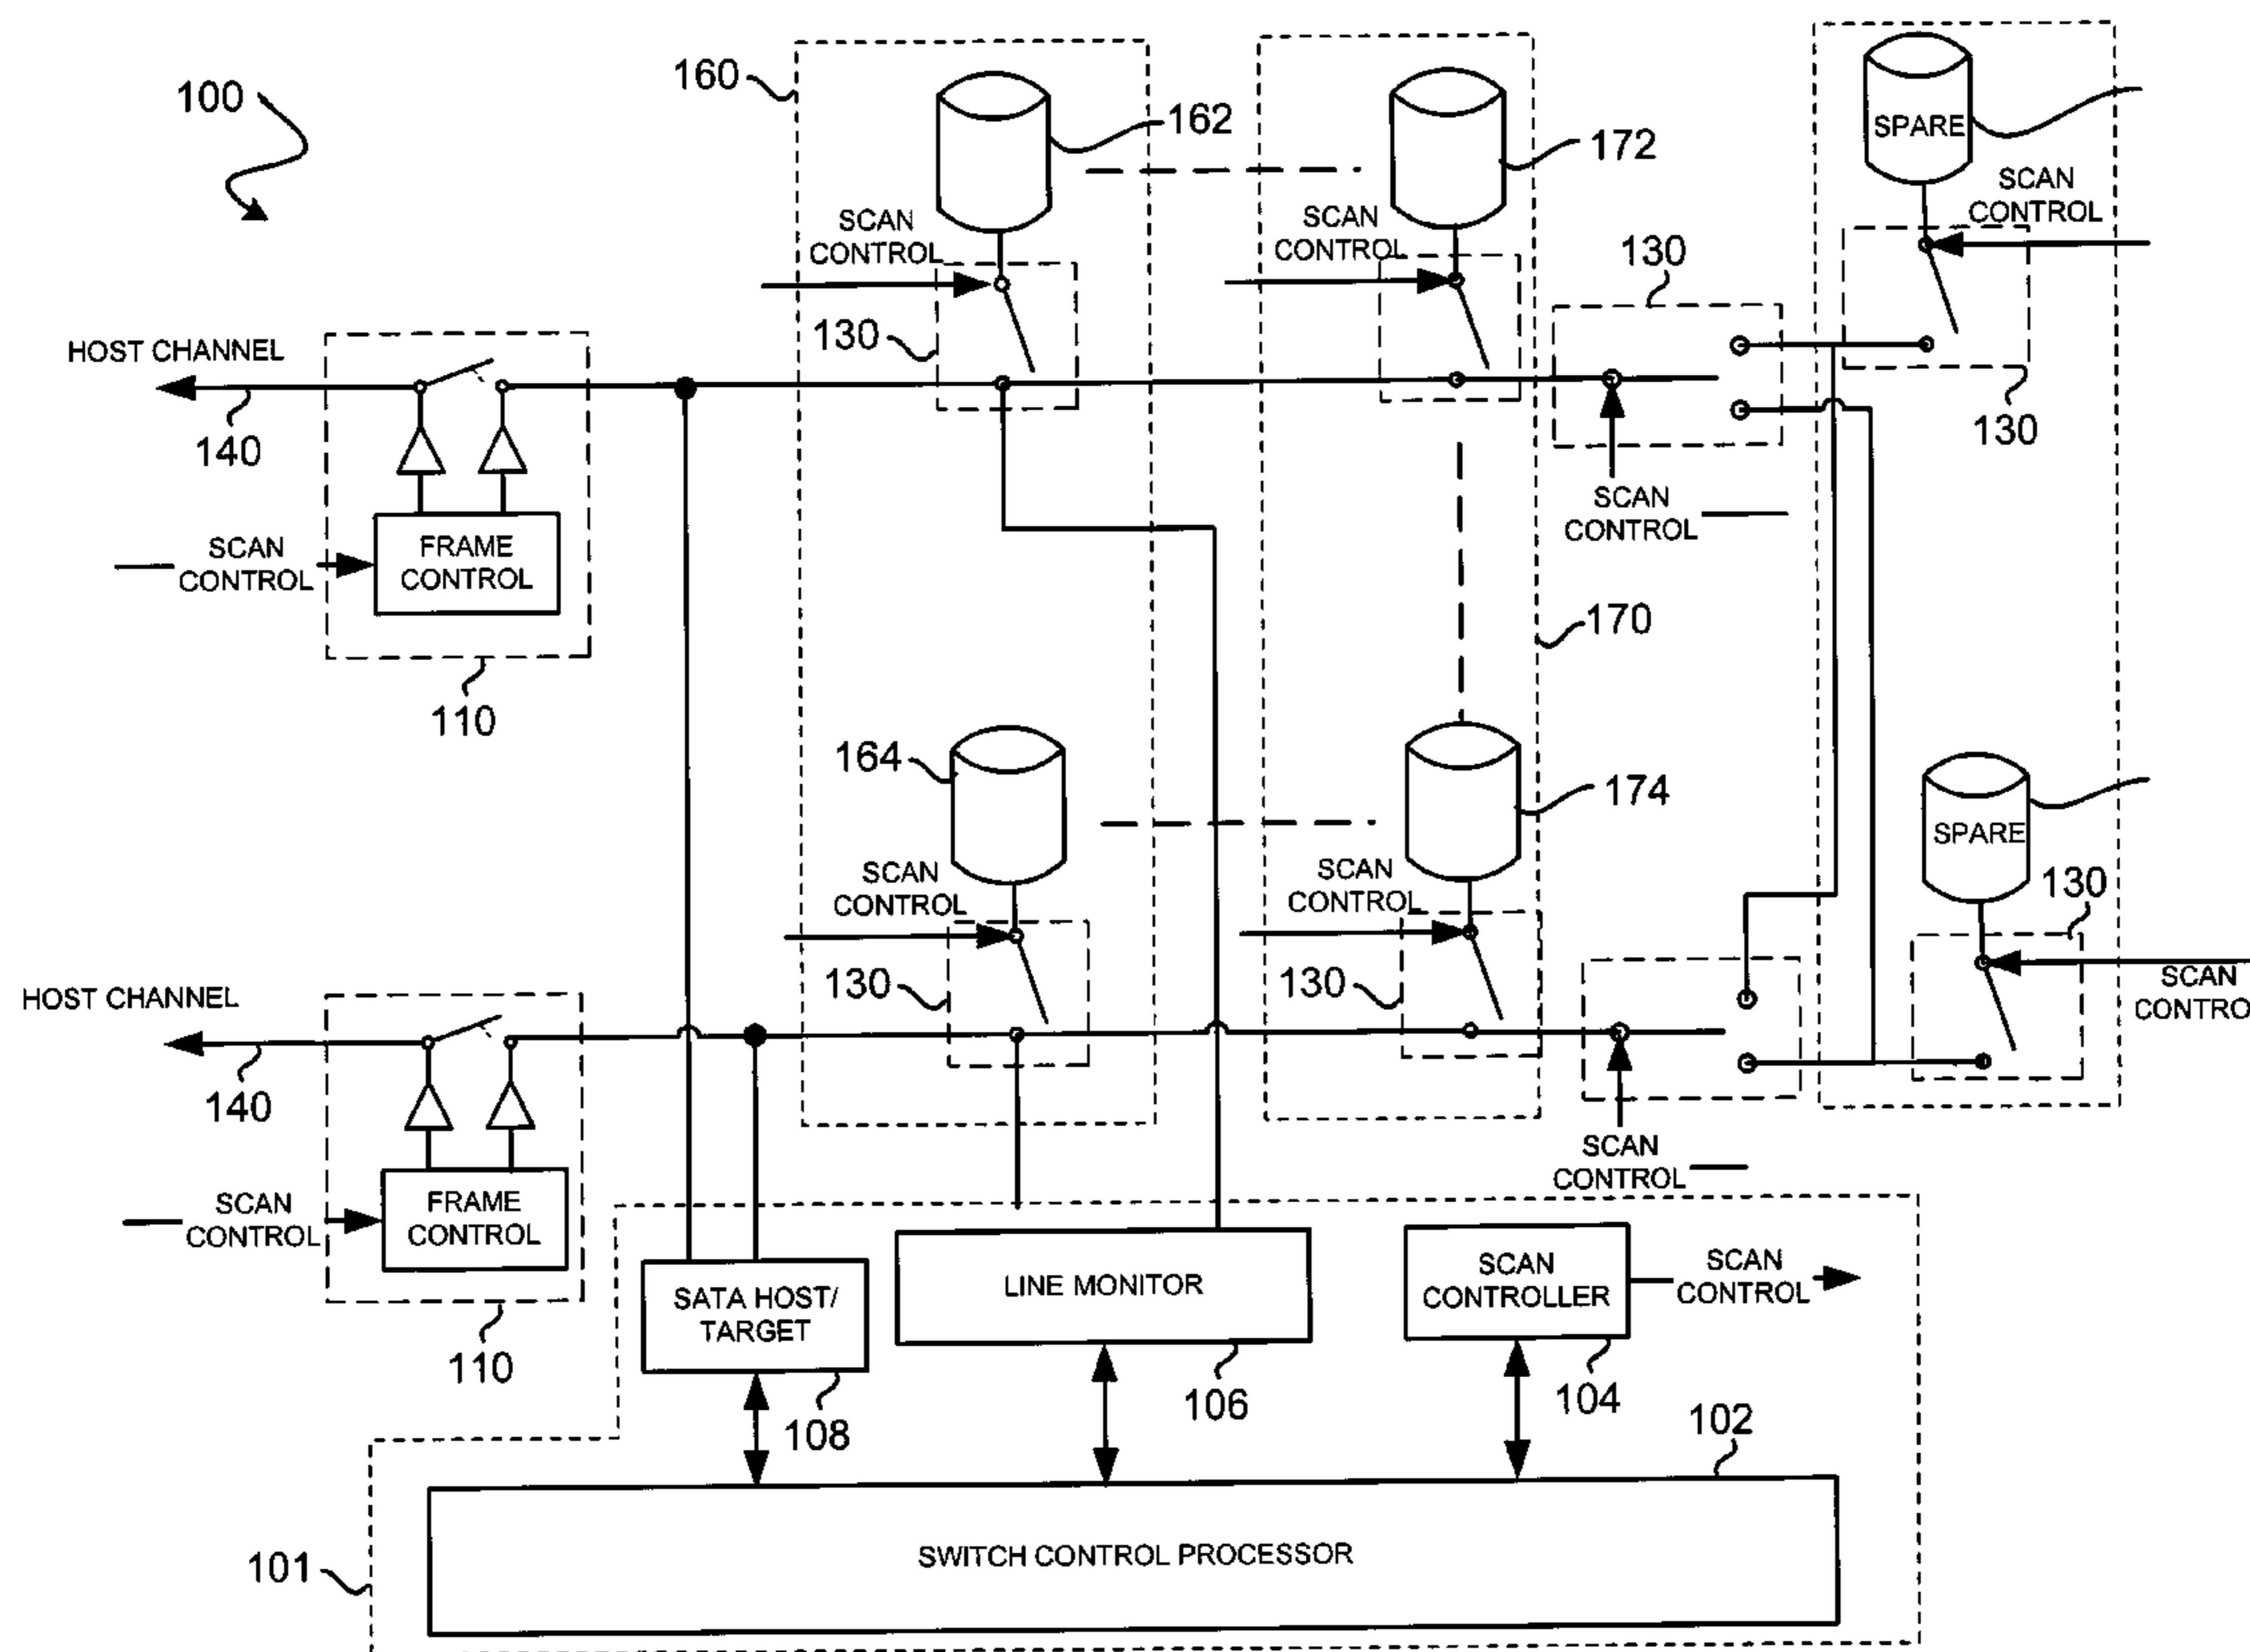 100
160
162
172
SPARE
SCAN
CONTROL
SCAN
CONTROL
SCAN
CONTROL
130
130
130
HOST CHANNEL
140
SCAN
CONTROL
FRAME
CONTROL
SCAN
CONTROL
110
170
164
174
SPARE
SCAN
CONTROL
SCAN
CONTROL
130
130
130
HOST CHANNEL
SCAN
CONTRO
140
SCAN
CONTROL
FRAME
CONTROL
SCAN
CONTROL
110
SATA HOST/
TARGET
LINE MONITOR
SCAN
CONTROLLER
SCAN
CONTROL
108
106
104
102
101
SWITCH CONTROL PROCESSOR